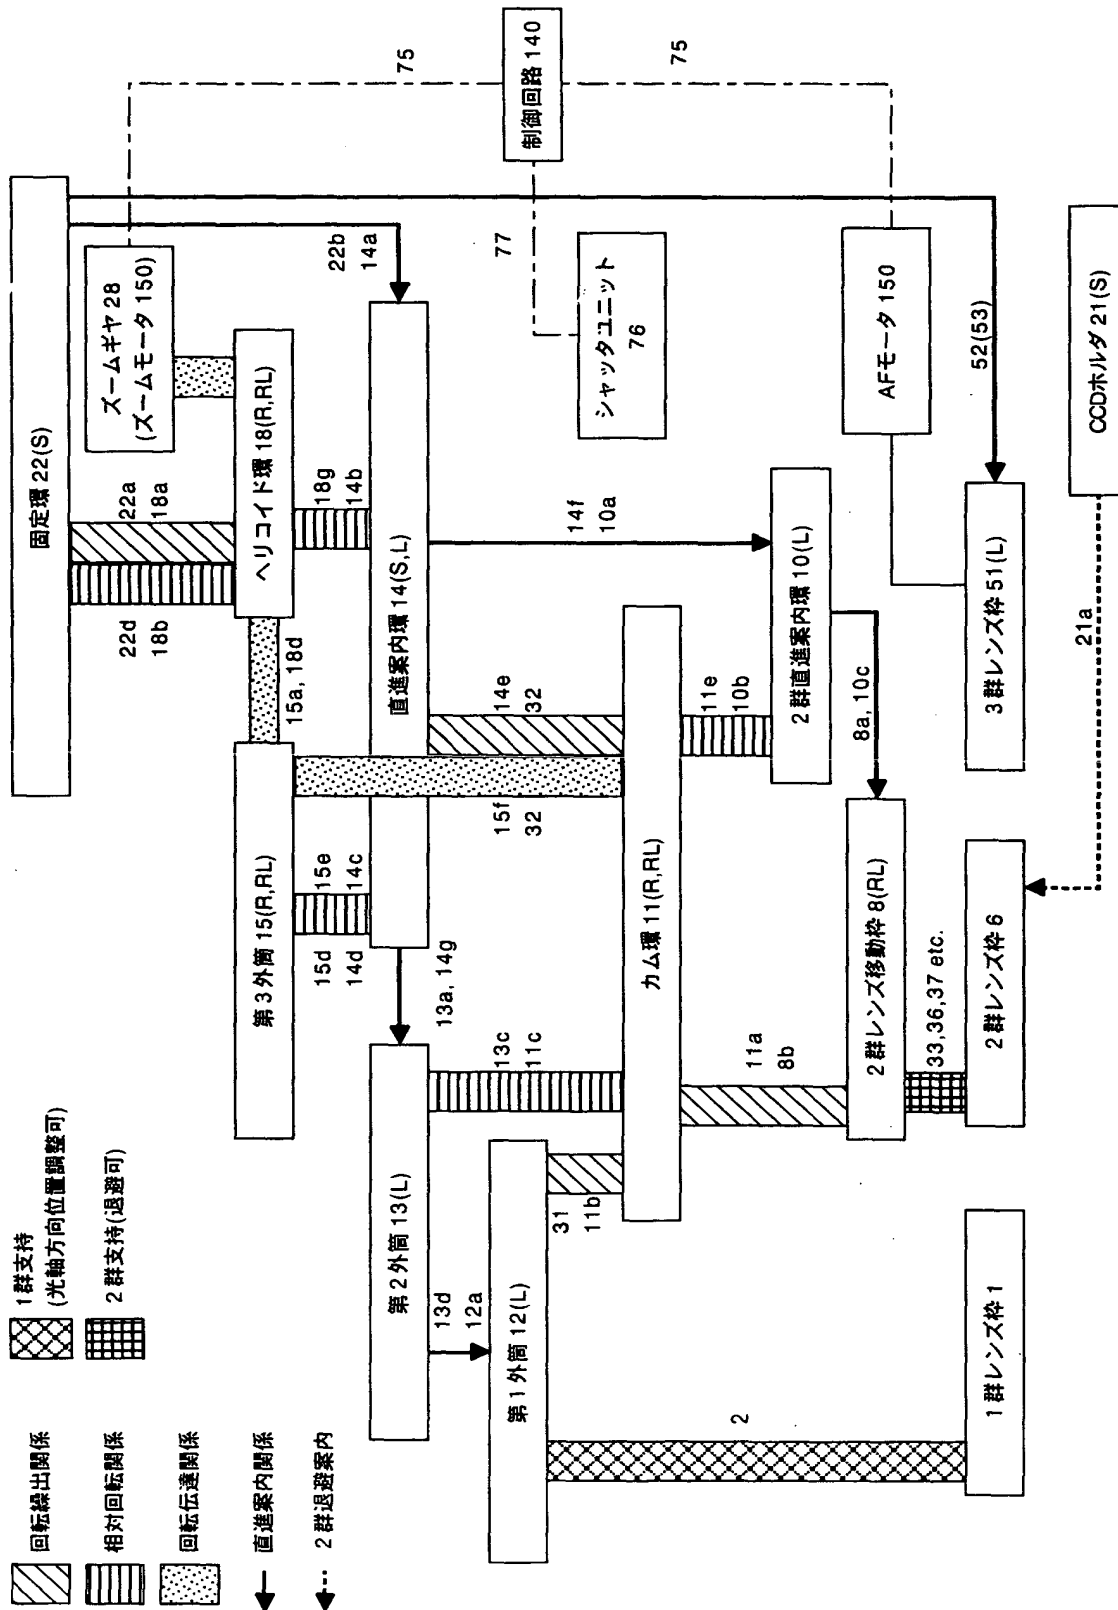 回転繰出関係
相対回転関係
回転伝達関係
直進案内関係
2群退避案内
1群支持
(光軸方向位置調整可)
2群支持(退避可)
固定環 22(S)
ズームギヤ 28
(ズームモータ 150)
22a
18a
22d
18b
ヘリコイド環 18(R,RL)
15a, 18d
第3外筒 15(R,RL)
18g
14b
22b
14a
15e
14c
15d
14d
直進案内環 14(S,L)
13a, 14g
第2外筒 13(L)
14e
32
15f
32
13c
11c
13d
12a
第1外筒 12(L)
31
11b
カム環 11(R,RL)
14f
10a
11e
10b
2群直進案内環 10(L)
8a, 10c
11a
8b
2群レンズ移動枠 8(RL)
33,36,37 etc.
2群レンズ枠 6
2
1群レンズ枠 1
3群レンズ枠 51(L)
52(53)
AFモータ 150
シャッタユニット
76
77
制御回路 140
75
75
CCDホルダ 21(S)
21a